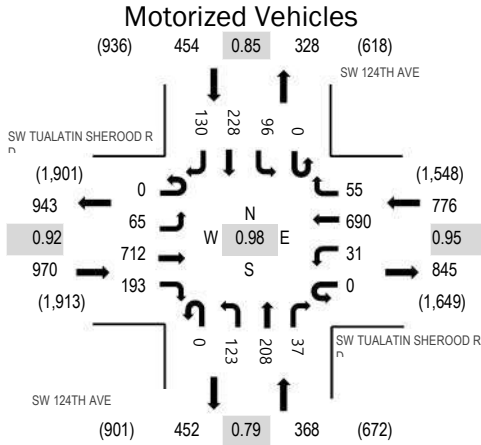 Motorized Vehicles
(936) 454 0.85 328 (618)
SW 124TH AVE
130 228 96 0
SW TUALATIN SHEROOD R
D
(1,901) 0 55 (1,548)
943 65 N 690 776
0.92 W 0.98 E 0.95
712 31
970 193 S 0 845
(1,913) (1,649)
0 123 208 37
SW TUALATIN SHEROOD R
D
SW 124TH AVE
(901) 452 0.79 368 (672)